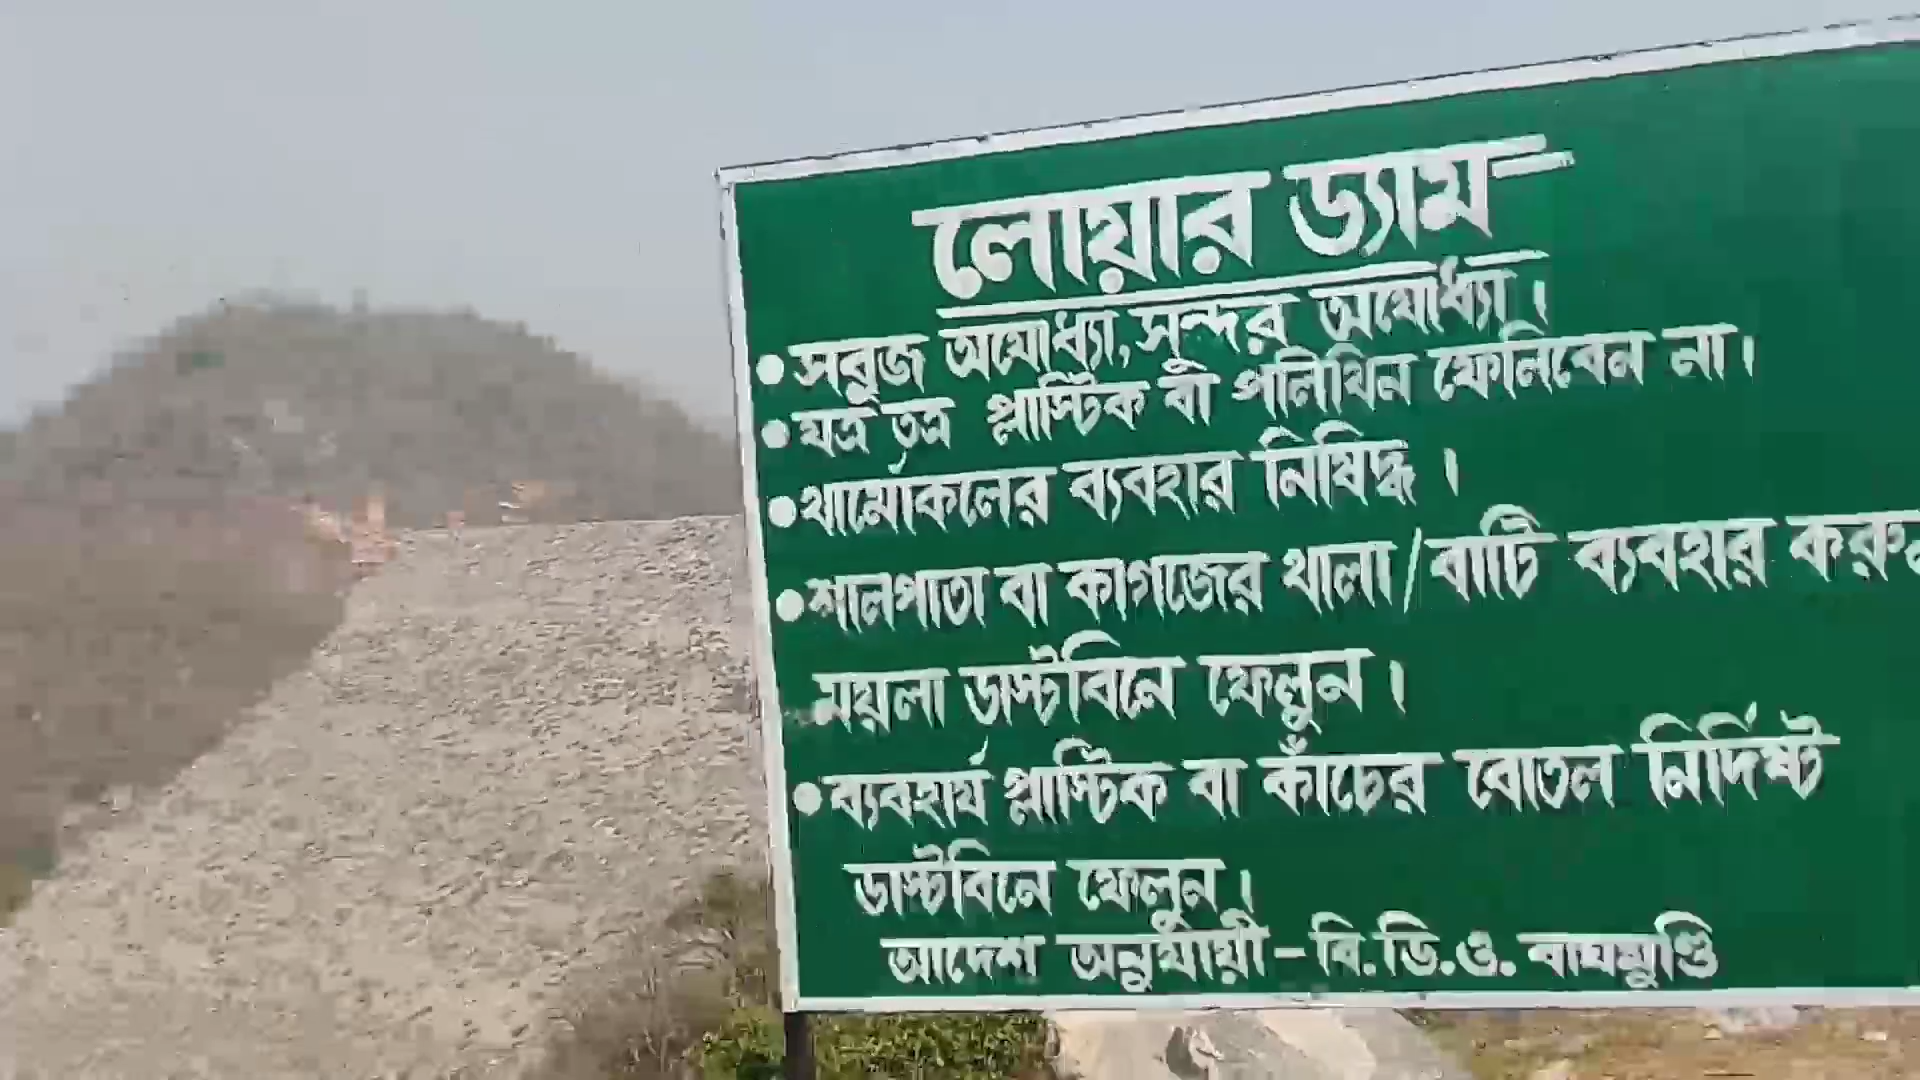 লোয়ার ড্যাম
• সবুজ অযোধ্যা, সুন্দর অযোধ্যা।
• যত্র তত্র প্লাস্টিক বা পলিথিন ফেলিবেন না।
• থার্মোকলের ব্যবহার নিষিদ্ধ।
• শালপাতা বা কাগজের থালা/বাটি ব্যবহার
ময়লা ডাস্টবিনে ফেলুন।
• ব্যবহার্য প্লাস্টিক বা কাঁচের বোতল নির্দিষ্ট
ডাস্টবিনে ফেলুন।
আদেশ অনুযায়ী - বি.ডি.ও. বাঘমুণ্ডি